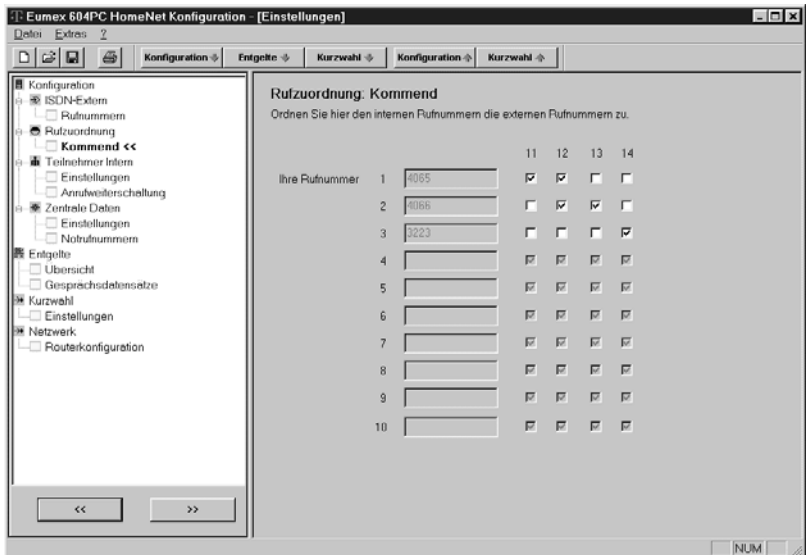 Eumex 604PC HomeNet Konfiguration - [Einstellungen]
Datei Extras ?
Konfiguration Entgelte Kurzwahl Konfiguration Kurzwahl
Konfiguration
ISDN-Extern
Rufnummern
Rufzuordnung
Kommend <<
Teilnehmer Intern
Einstellungen
Anrufweiterschaltung
Zentrale Daten
Einstellungen
Notrufnummern
Entgelte
Übersicht
Gesprächsdatensätze
Kurzwahl
Einstellungen
Netzwerk
Routerkonfiguration
<< >>
Rufzuordnung: Kommend
Ordnen Sie hier den internen Rufnummern die externen Rufnummern zu.
11 12 13 14
Ihre Rufnummer 1 4065
2 4066
3 3223
4
5
6
7
8
9
10
NUM